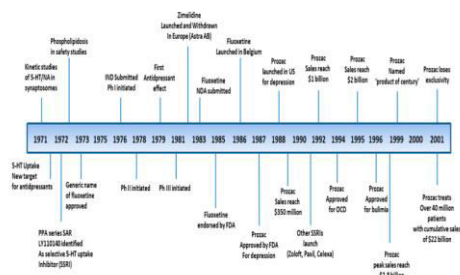 Zimelidine
Launched and Withdrawn
in Europe (Astra AB)
Phospholipidosis
in safety studies
Fluoxetine
Launched in Belgium
Kinetic studies
of 5-HT/NA in
synaptosomes
IND Submitted
Ph I initiated
First
Antidepressant
effect
Fluoxetine
NDA submitted
Prozac
launched in US
for depression
Prozac
Sales reach
$1 billion
Prozac
Sales reach
$2 billion
Prozac
Named
'product of century'
Prozac loses
exclusivity
1971 1972 1973 1976 1978 1979 1981 1983 1985 1986 1987 1988 1990 1992 1994 1996 1999 2000 2001
5-HT Uptake
New target
for antidepressants
PPA series SAR
LY110140 identified
As selective 5-HT uptake
Inhibitor (SSRI)
Generic name
of fluoxetine
approved
Ph II initiated
Ph III initiated
Fluoxetine
endorsed by FDA
Prozac
Approved by FDA
For depression
Prozac
Sales reach
$350 million
Other SSRIs
launch
(Zoloft, Paxil, Celexa)
Prozac
Approved
for OCD
Prozac
Approved
for bulimia
Prozac
peak sales reach
Prozac treats
Over 40 million
patients
with cumulative sales
of $22 billion